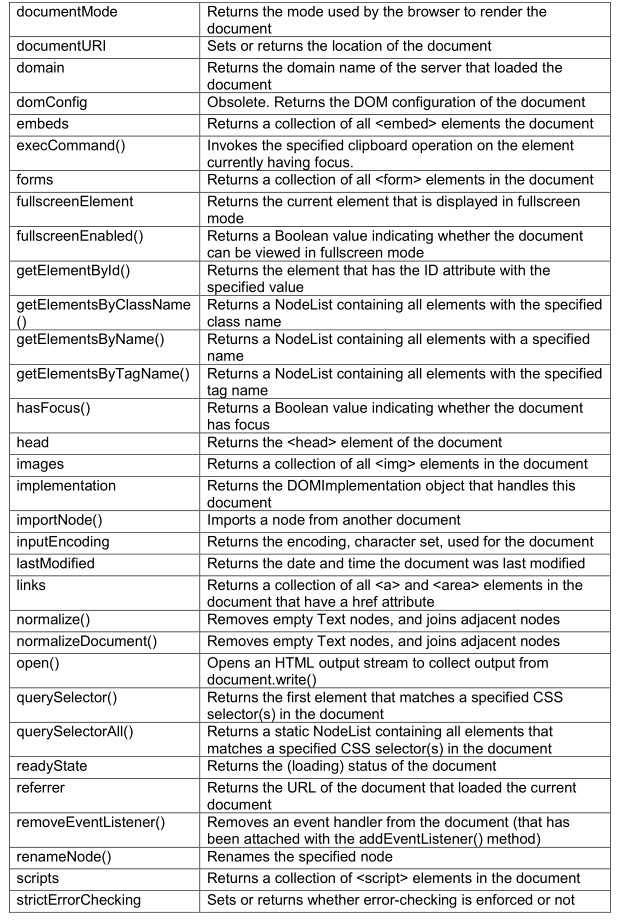 documentMode Returns the mode used by the browser to render the
document
documentURI Sets or returns the location of the document
domain Returns the domain name of the server that loaded the
document
domConfig Obsolete. Returns the DOM configuration of the document
embeds Returns a collection of all <embed> elements the document
execCommand() Invokes the specified clipboard operation on the element
currently having focus.
forms Returns a collection of all <form> elements in the document
fullscreenElement Returns the current element that is displayed in fullscreen
mode
fullscreenEnabled() Returns a Boolean value indicating whether the document
can be viewed in fullscreen mode
getElementById() Returns the element that has the ID attribute with the
specified value
getElementsByClassName Returns a NodeList containing all elements with the specified
() class name
getElementsByName() Returns a NodeList containing all elements with a specified
name
getElementsByTagName() Returns a NodeList containing all elements with the specified
tag name
hasFocus() Returns a Boolean value indicating whether the document
has focus
head Returns the <head> element of the document
images Returns a collection of all <img> elements in the document
implementation Returns the DOMImplementation object that handles this
document
importNode() Imports a node from another document
inputEncoding Returns the encoding, character set, used for the document
lastModified Returns the date and time the document was last modified
links Returns a collection of all <a> and <area> elements in the
document that have a href attribute
normalize() Removes empty Text nodes, and joins adjacent nodes
normalizeDocument() Removes empty Text nodes, and joins adjacent nodes
open() Opens an HTML output stream to collect output from
document.write()
querySelector() Returns the first element that matches a specified CSS
selector(s) in the document
querySelectorAll() Returns a static NodeList containing all elements that
matches a specified CSS selector(s) in the document
readyState Returns the (loading) status of the document
referrer Returns the URL of the document that loaded the current
document
removeEventListener() Removes an event handler from the document (that has
been attached with the addEventListener() method)
renameNode() Renames the specified node
scripts Returns a collection of <script> elements in the document
strictErrorChecking Sets or returns whether error-checking is enforced or not